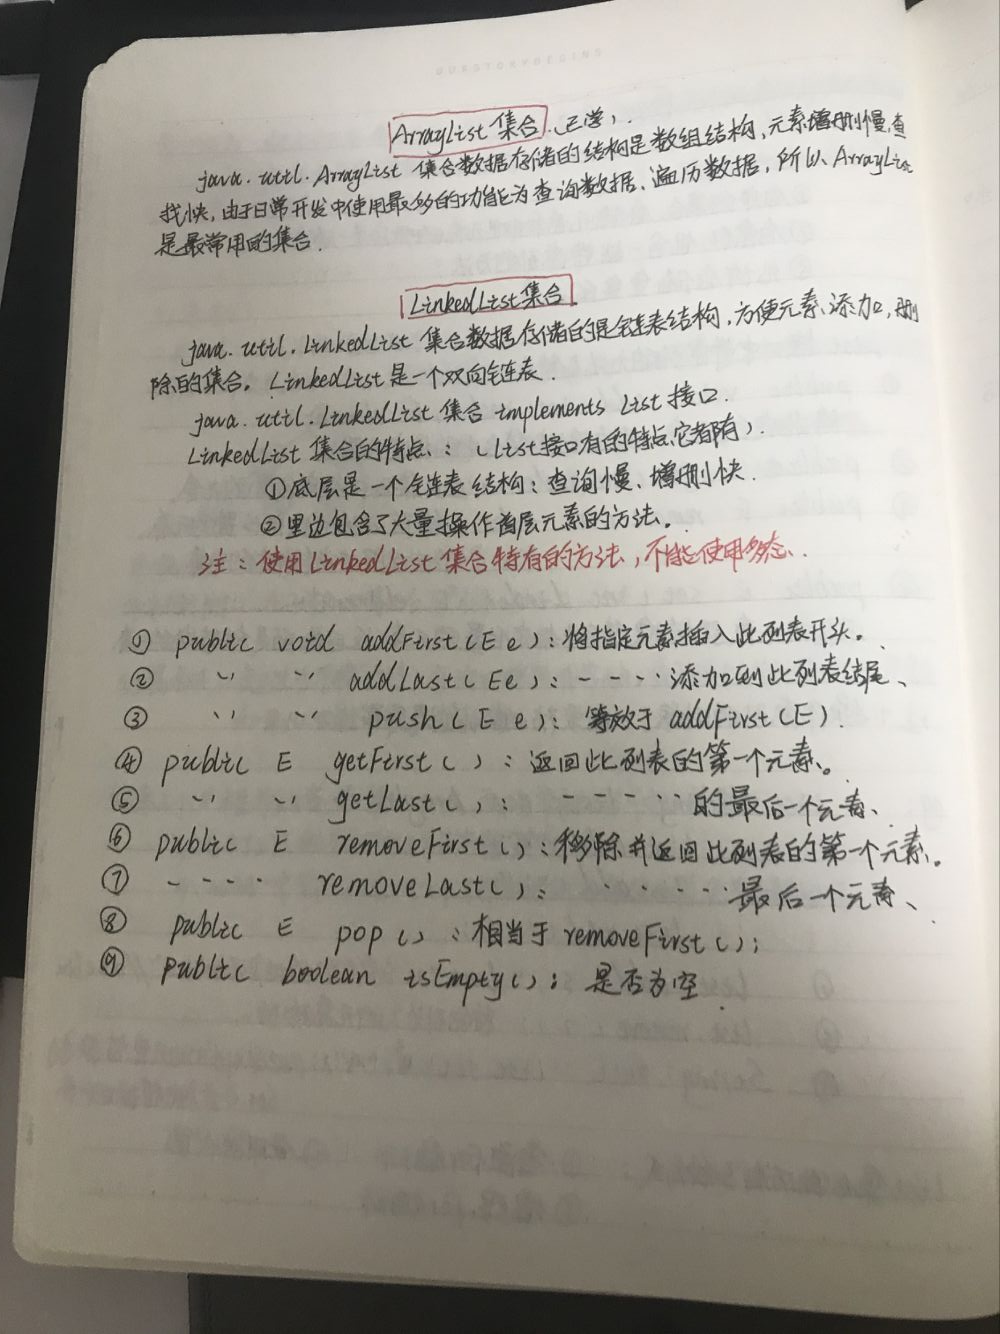 OURSTORYBEGINS
ArrayList 集合 (已学).
java.util.ArrayList 集合数据存储的结构是数组结构,元素增删慢,查
找快,由于日常开发中使用最多的功能为查询数据、遍历数据,所以、ArrayList
是最常用的集合.
LinkedList 集合
java.util.LinkedList 集合数据存储的是链表结构,方便元素、添加,删
除的集合。LinkedList是一个双向链表.
java.util.LinkedList 集合 implements List 接口.
LinkedList 集合的特点、:(List接口有的特点、它都有).
①底层是一个链表结构:查询慢、增删快.
②里边包含了大量操作首尾元素的方法。
注:使用LinkedList集合特有的方法,不能使用多态..
① public void addFirst(E e):将指定元素插入此列表开头。
② 〃 〃 addLast(E e):- - - · 添加到此列表结尾、
③ 〃 〃 push(E e):等效于 addFirst(E).
④ public E getFirst():返回此列表的第一个元素。
⑤ 〃 〃 getLast():- - - - · · 的最后一个元素、
⑥ public E removeFirst():移除并返回此列表的第一个元素。
⑦ - - - · removeLast():· · · · · · 最后一个元素、
⑧ public E pop():相当于 removeFirst();
⑨ public boolean isEmpty():是否为空